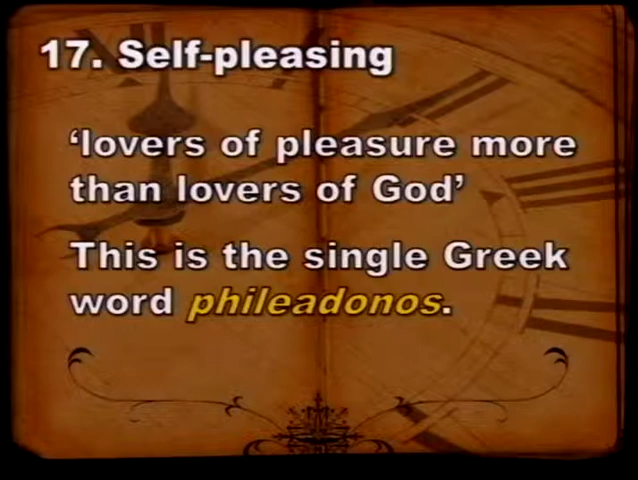 17. Self-pleasing
‘lovers of pleasure more
than lovers of God’
This is the single Greek
word phileadonos.